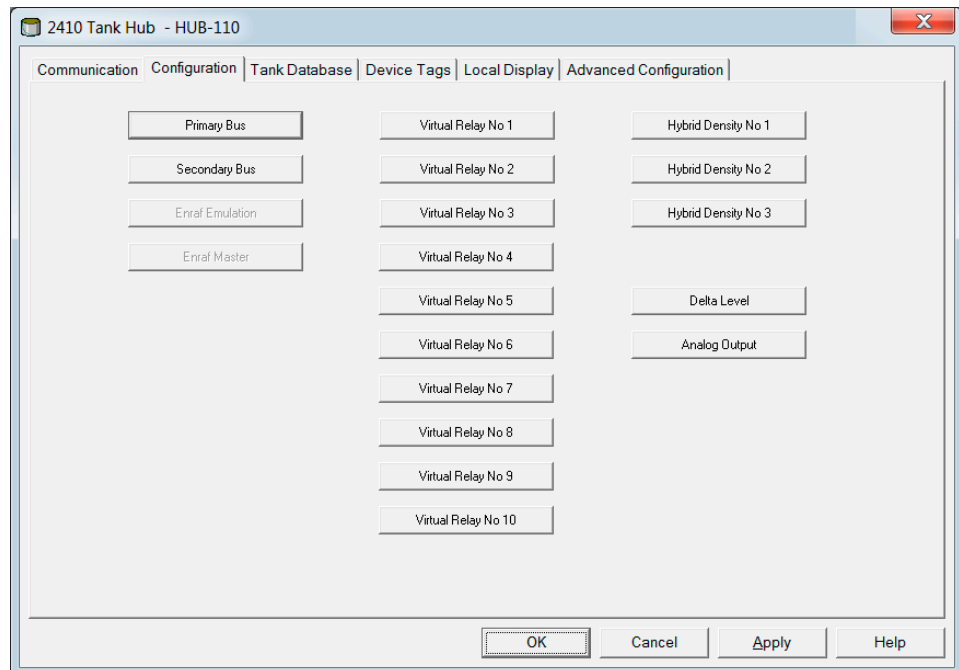 2410 Tank Hub - HUB-110
Communication Configuration Tank Database Device Tags Local Display Advanced Configuration
Primary Bus Virtual Relay No 1 Hybrid Density No 1
Secondary Bus Virtual Relay No 2 Hybrid Density No 2
Enraf Emulation Virtual Relay No 3 Hybrid Density No 3
Enraf Master Virtual Relay No 4
Virtual Relay No 5 Delta Level
Virtual Relay No 6 Analog Output
Virtual Relay No 7
Virtual Relay No 8
Virtual Relay No 9
Virtual Relay No 10
OK Cancel Apply Help